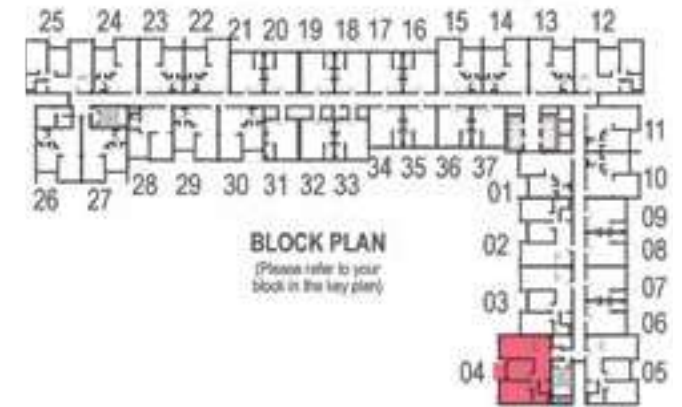 25 24 23 22 21 20 19 18 17 16 15 14 13 12
11
26 27 28 29 30 31 32 33 34 35 36 37
01
10
09
02
08
07
03
06
04
05
BLOCK PLAN
(Please refer to your
block in the key plan)